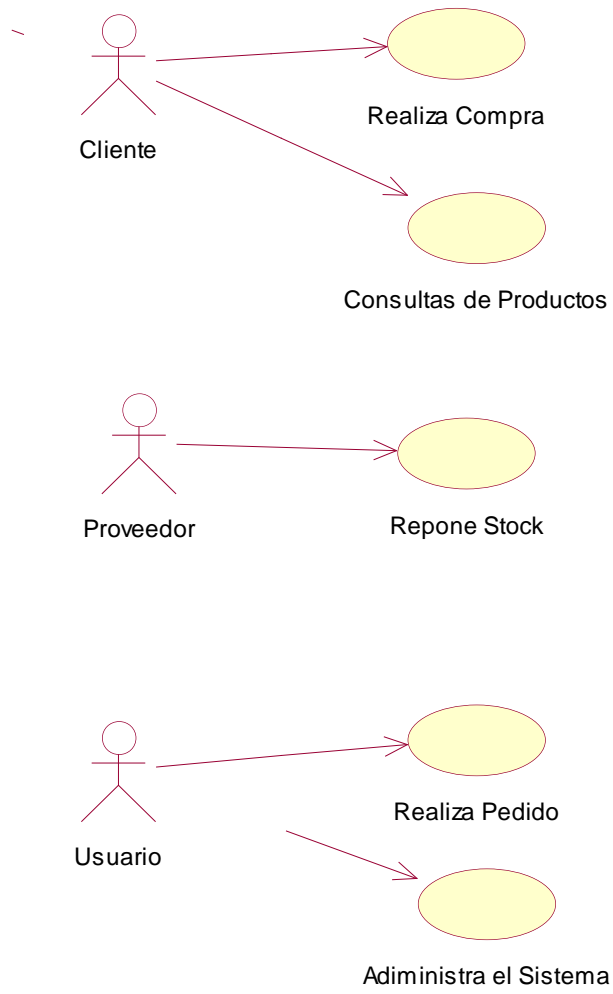 Realiza Compra
Cliente
Consultas de Productos
Proveedor
Repone Stock
Realiza Pedido
Usuario
Adiministra el Sistema